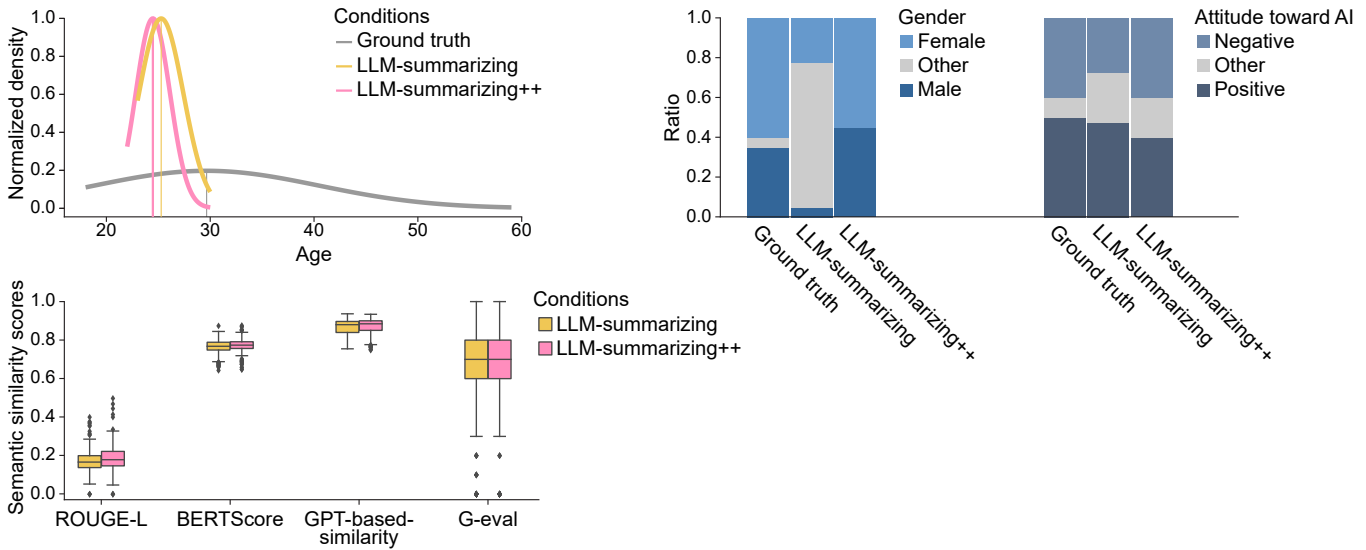 Normalized density
1.0
0.8
0.6
0.4
0.2
0.0
20
30
40
50
60
Age
Conditions
Ground truth
LLM-summarizing
LLM-summarizing++
Ratio
1.0
0.8
0.6
0.4
0.2
0.0
Gender
Female
Other
Male
Attitude toward AI
Negative
Other
Positive
Ground truth
LLM-summarizing
LLM-summarizing++
Ground truth
LLM-summarizing
LLM-summarizing++
Semantic similarity scores
1.0
0.8
0.6
0.4
0.2
0.0
ROUGE-L
BERTScore
GPT-based-
similarity
G-eval
Conditions
LLM-summarizing
LLM-summarizing++